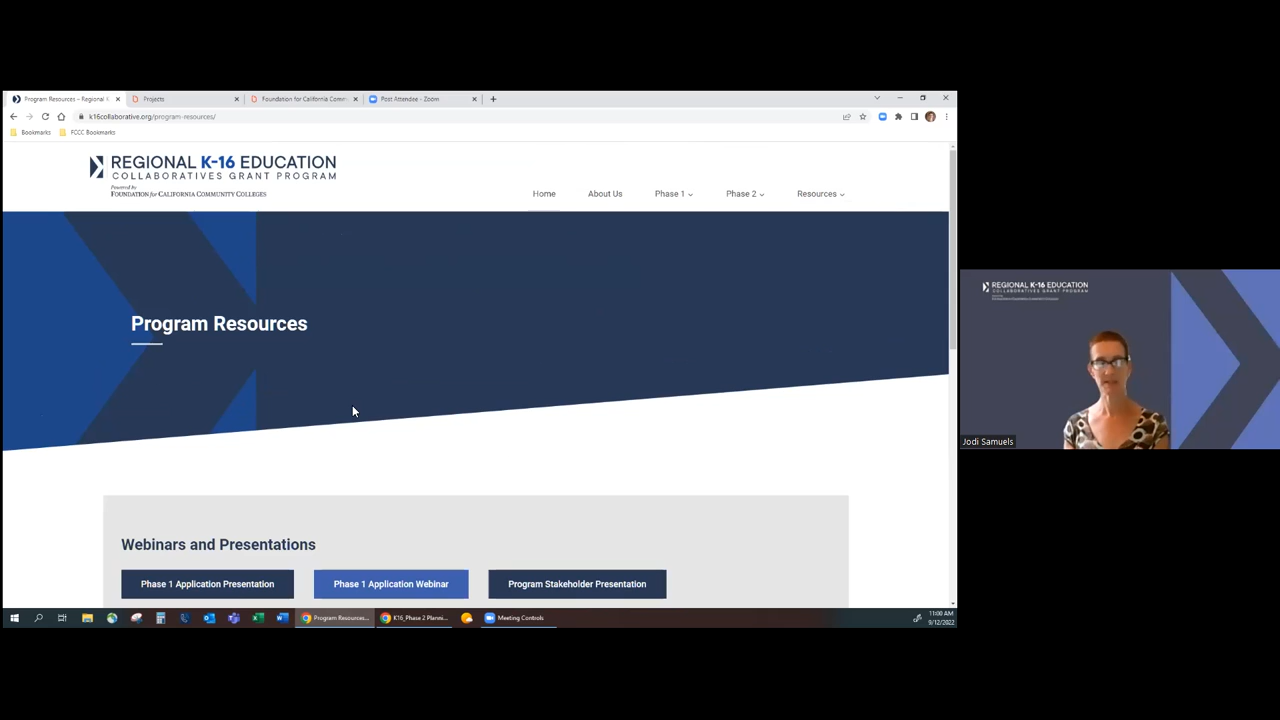 Program Resources – Regional K
Projects
Foundation for California Comm
Post Attendee - Zoom
k16collaborative.org/program-resources/
Bookmarks
FCCC Bookmarks
REGIONAL K-16 EDUCATION
COLLABORATIVES GRANT PROGRAM
Powered by
FOUNDATION for CALIFORNIA COMMUNITY COLLEGES
Home
About Us
Phase 1
Phase 2
Resources
Program Resources
Webinars and Presentations
Phase 1 Application Presentation
Phase 1 Application Webinar
Program Stakeholder Presentation
Program Resources...
K16_Phase 2 Planni...
Meeting Controls
11:00 AM
9/12/2022
REGIONAL K-16 EDUCATION
COLLABORATIVES GRANT PROGRAM
Jodi Samuels